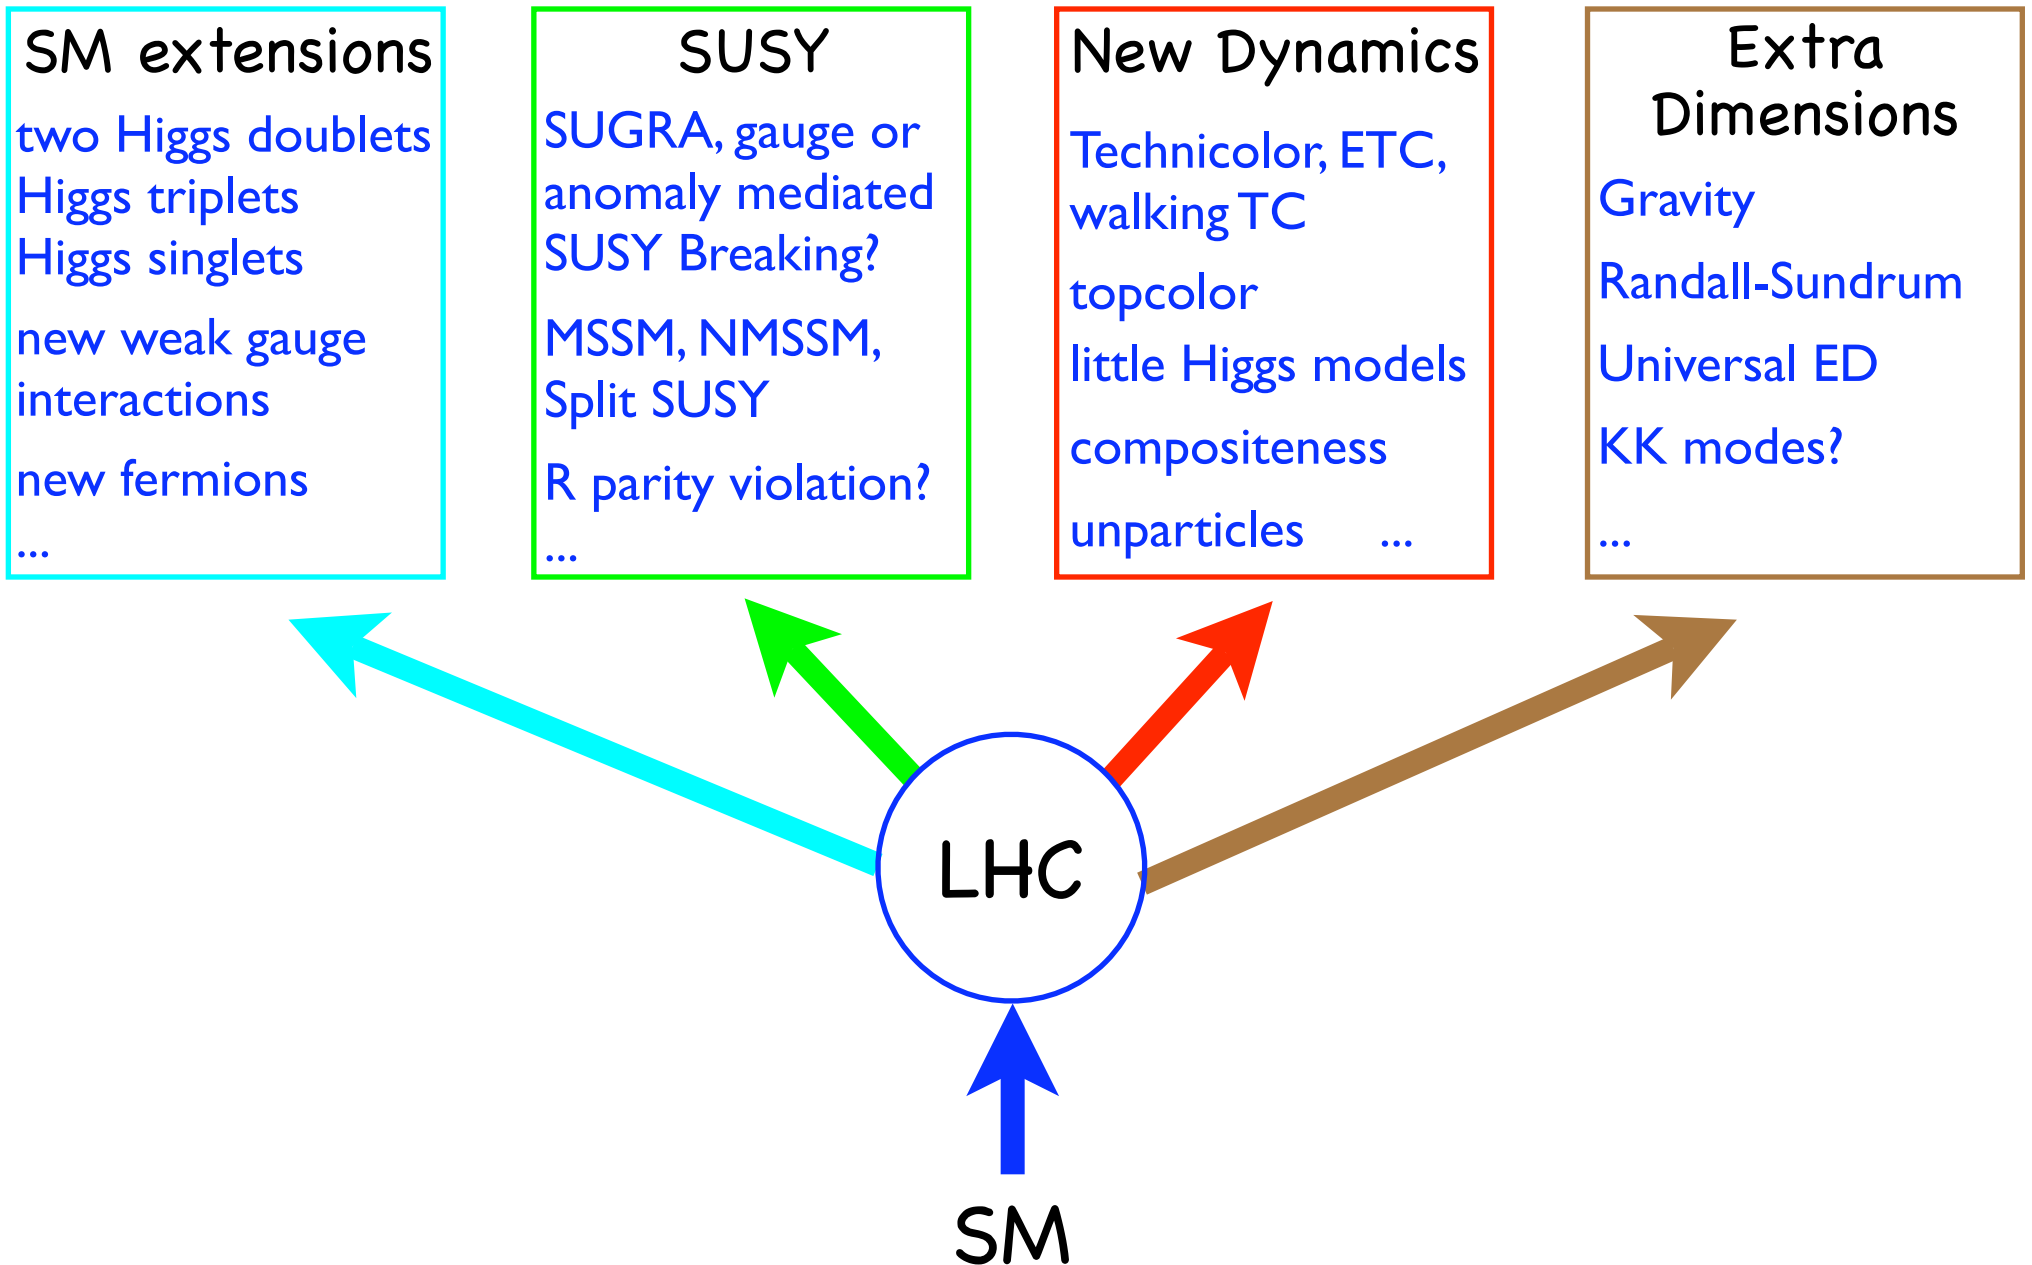 SM extensions
two Higgs doublets
Higgs triplets
Higgs singlets
new weak gauge
interactions
new fermions
...
SUSY
SUGRA, gauge or
anomaly mediated
SUSY Breaking?
MSSM, NMSSM,
Split SUSY
R parity violation?
...
New Dynamics
Technicolor, ETC,
walking TC
topcolor
little Higgs models
compositeness
unparticles ...
Extra
Dimensions
Gravity
Randall-Sundrum
Universal ED
KK modes?
...
LHC
SM